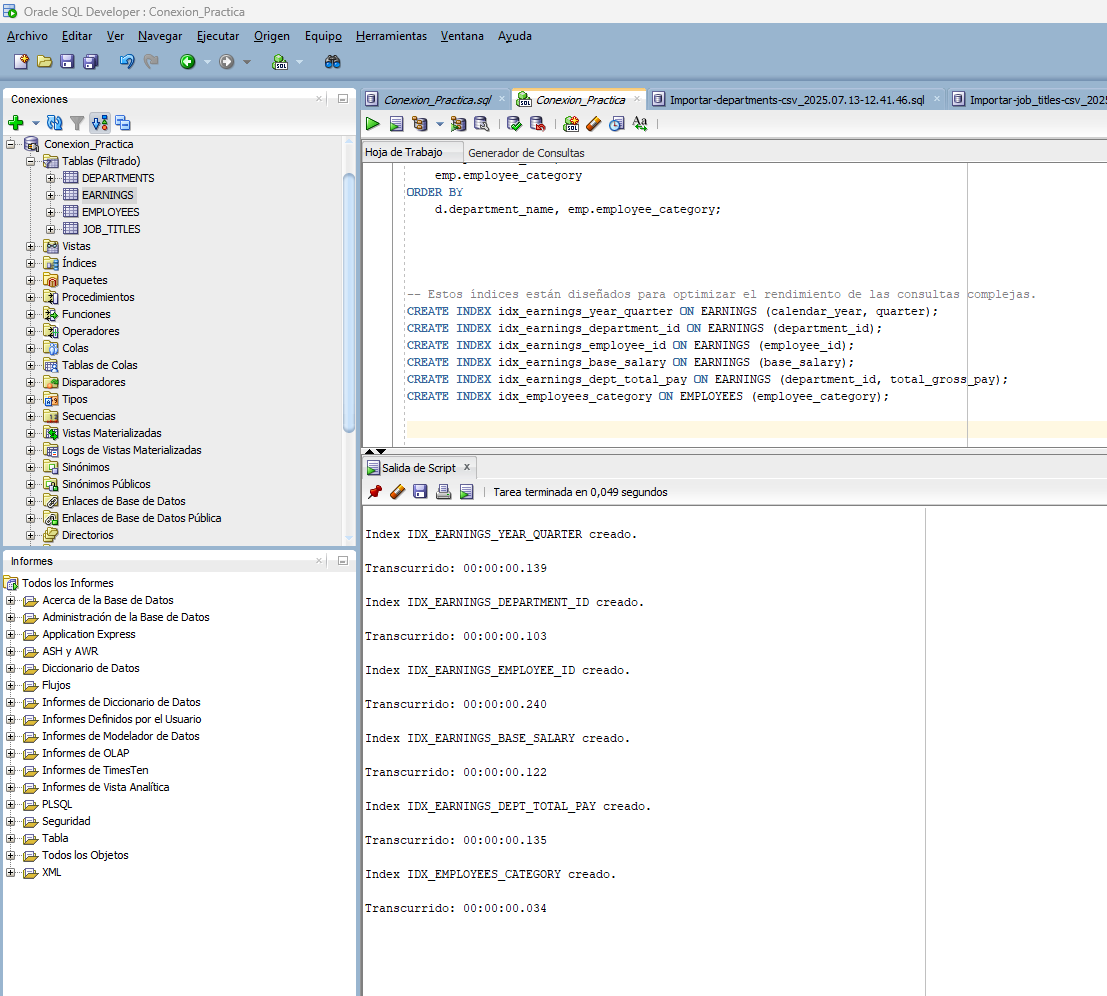 Oracle SQL Developer : Conexion_Practica
Archivo Editar Ver Navegar Ejecutar Origen Equipo Herramientas Ventana Ayuda
Conexiones
Conexion_Practica
Tablas (Filtrado)
DEPARTMENTS
EARNINGS
EMPLOYEES
JOB_TITLES
Vistas
Índices
Paquetes
Procedimientos
Funciones
Operadores
Colas
Tablas de Colas
Disparadores
Tipos
Secuencias
Vistas Materializadas
Logs de Vistas Materializadas
Sinónimos
Sinónimos Públicos
Enlaces de Base de Datos
Enlaces de Base de Datos Pública
Directorios
Informes
Todos los Informes
Acerca de la Base de Datos
Administración de la Base de Datos
Application Express
ASH y AWR
Diccionario de Datos
Flujos
Informes de Diccionario de Datos
Informes Definidos por el Usuario
Informes de Modelador de Datos
Informes de OLAP
Informes de TimesTen
Informes de Vista Analítica
PLSQL
Seguridad
Tabla
Todos los Objetos
XML
Conexion_Practica.sql Conexion_Practica Importar-departments-csv_2025.07.13-12.41.46.sql Importar-job_titles-csv_2025
Hoja de Trabajo Generador de Consultas
emp.employee_category
ORDER BY
d.department_name, emp.employee_category;
-- Estos índices están diseñados para optimizar el rendimiento de las consultas complejas.
CREATE INDEX idx_earnings_year_quarter ON EARNINGS (calendar_year, quarter);
CREATE INDEX idx_earnings_department_id ON EARNINGS (department_id);
CREATE INDEX idx_earnings_employee_id ON EARNINGS (employee_id);
CREATE INDEX idx_earnings_base_salary ON EARNINGS (base_salary);
CREATE INDEX idx_earnings_dept_total_pay ON EARNINGS (department_id, total_gross_pay);
CREATE INDEX idx_employees_category ON EMPLOYEES (employee_category);
Salida de Script x
Tarea terminada en 0,049 segundos
Index IDX_EARNINGS_YEAR_QUARTER creado.
Transcurrido: 00:00:00.139
Index IDX_EARNINGS_DEPARTMENT_ID creado.
Transcurrido: 00:00:00.103
Index IDX_EARNINGS_EMPLOYEE_ID creado.
Transcurrido: 00:00:00.240
Index IDX_EARNINGS_BASE_SALARY creado.
Transcurrido: 00:00:00.122
Index IDX_EARNINGS_DEPT_TOTAL_PAY creado.
Transcurrido: 00:00:00.135
Index IDX_EMPLOYEES_CATEGORY creado.
Transcurrido: 00:00:00.034